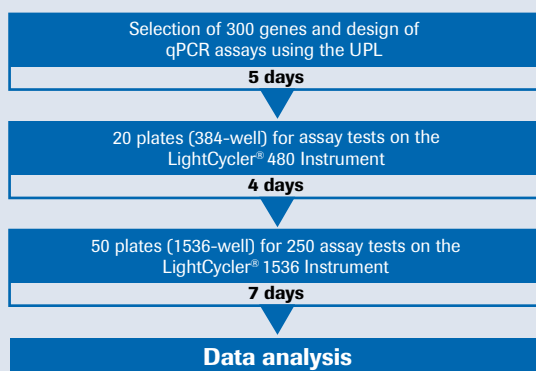 Selection of 300 genes and design of
qPCR assays using the UPL
5 days
20 plates (384-well) for assay tests on the
LightCycler® 480 Instrument
4 days
50 plates (1536-well) for 250 assay tests on the
LightCycler® 1536 Instrument
7 days
Data analysis